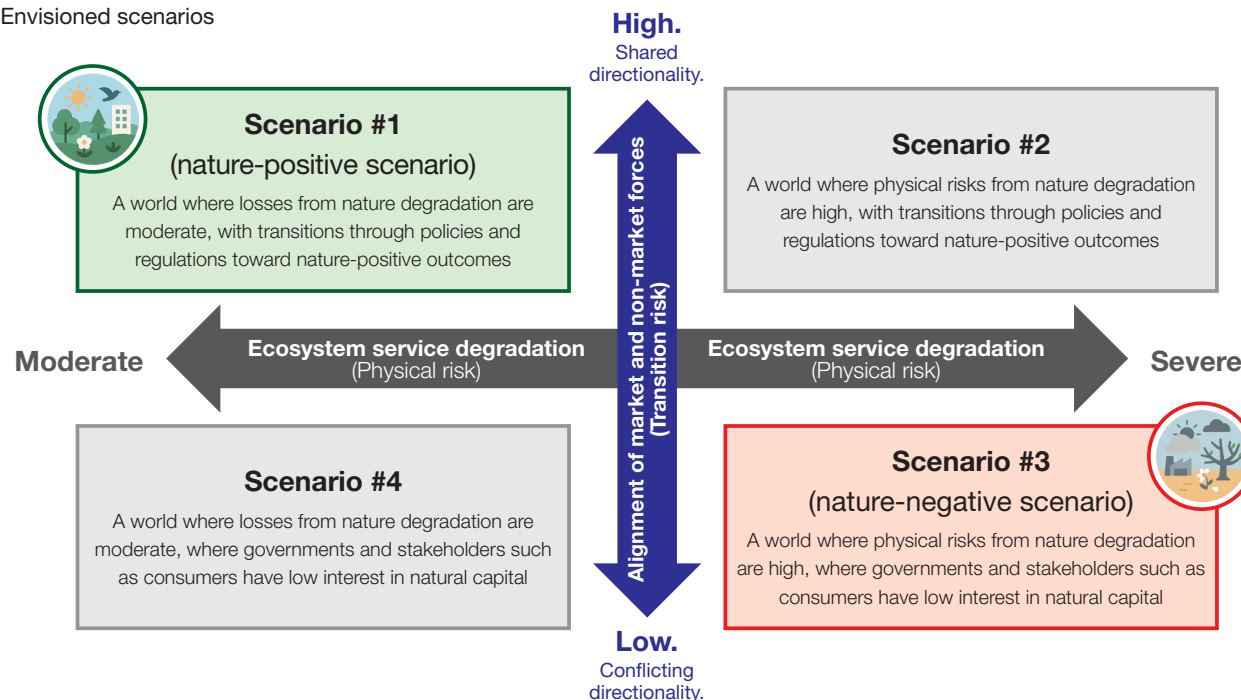 Envisioned scenarios
High.
Shared
directionality.
Scenario #1
(nature-positive scenario)
A world where losses from nature degradation are
moderate, with transitions through policies and
regulations toward nature-positive outcomes
Scenario #2
A world where physical risks from nature degradation
are high, with transitions through policies and
regulations toward nature-positive outcomes
Moderate
Ecosystem service degradation
(Physical risk)
Alignment of market and non-market forces
(Transition risk)
Ecosystem service degradation
(Physical risk)
Severe
Scenario #4
A world where losses from nature degradation are
moderate, where governments and stakeholders such
as consumers have low interest in natural capital
Scenario #3
(nature-negative scenario)
A world where physical risks from nature degradation
are high, where governments and stakeholders such as
consumers have low interest in natural capital
Low.
Conflicting
directionality.